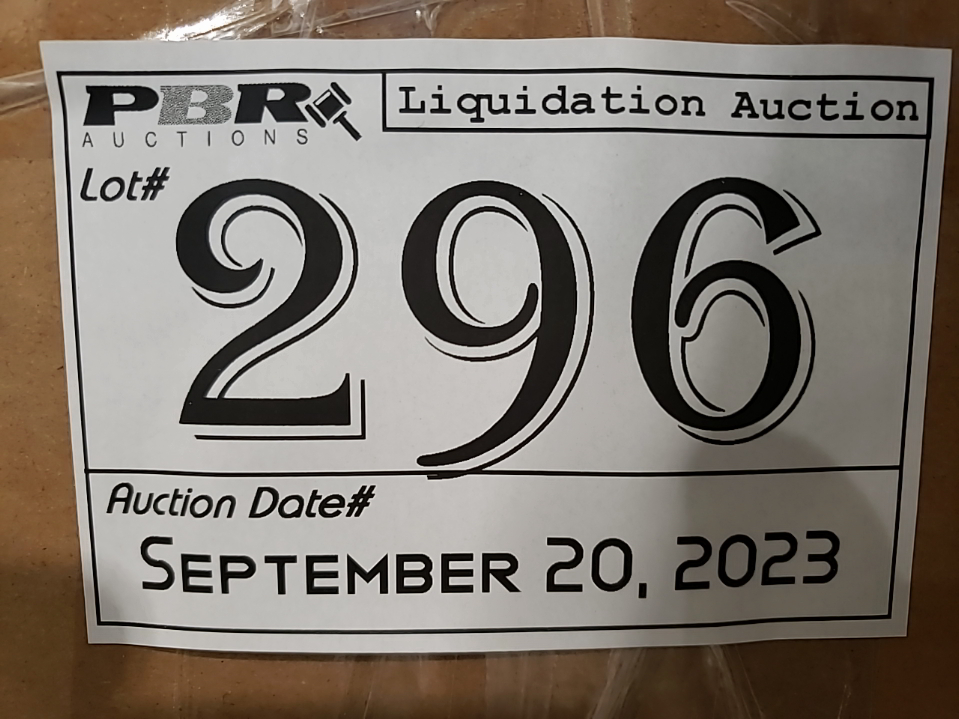 PBR
AUCTIONS
Liquidation Auction
Lot#
296
Auction Date#
September 20, 2023